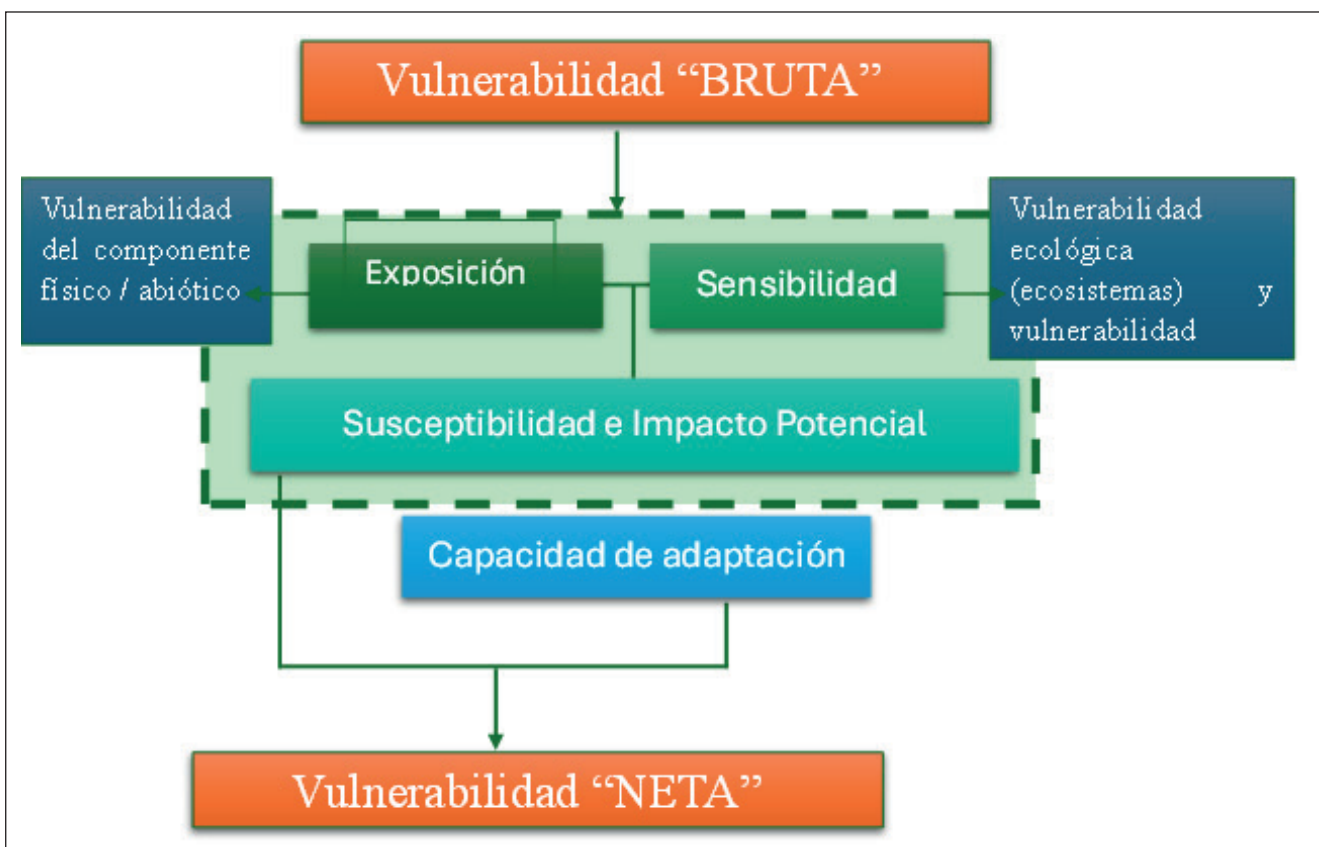 Vulnerabilidad “BRUTA”
Vulnerabilidad
del componente
físico / abiótico
Exposición
Sensibilidad
Vulnerabilidad
ecológica
(ecosistemas) y
vulnerabilidad
Susceptibilidad e Impacto Potencial
Capacidad de adaptación
Vulnerabilidad “NETA”